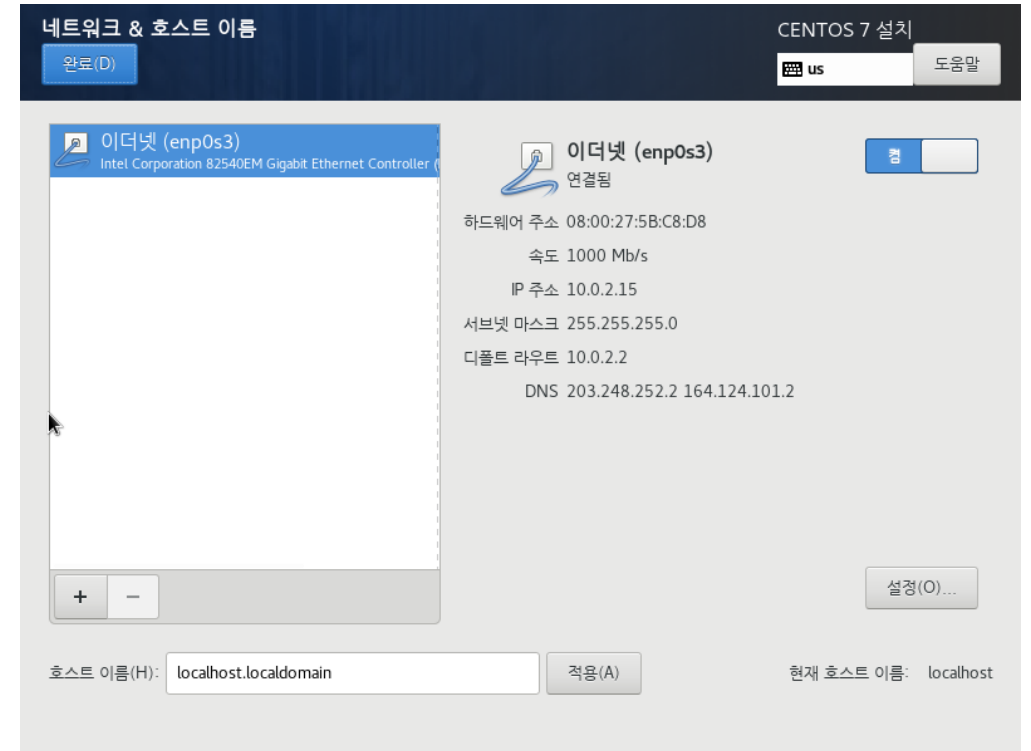 네트워크 & 호스트 이름
CENTOS 7 설치
완료(D)
us
도움말
이더넷 (enp0s3)
Intel Corporation 82540EM Gigabit Ethernet Controller (
이더넷 (enp0s3)
연결됨
켬
하드웨어 주소 08:00:27:5B:C8:D8
속도 1000 Mb/s
IP 주소 10.0.2.15
서브넷 마스크 255.255.255.0
디폴트 라우트 10.0.2.2
DNS 203.248.252.2 164.124.101.2
+ −
설정(O)...
호스트 이름(H): localhost.localdomain 적용(A) 현재 호스트 이름: localhost